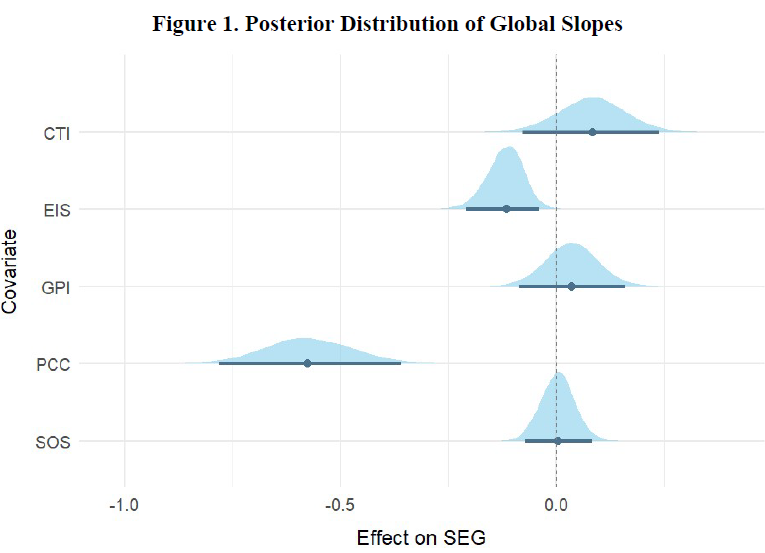 Figure 1. Posterior Distribution of Global Slopes
Covariate
CTI
EIS
GPI
PCC
SOS
-1.0 -0.5 0.0
Effect on SEG